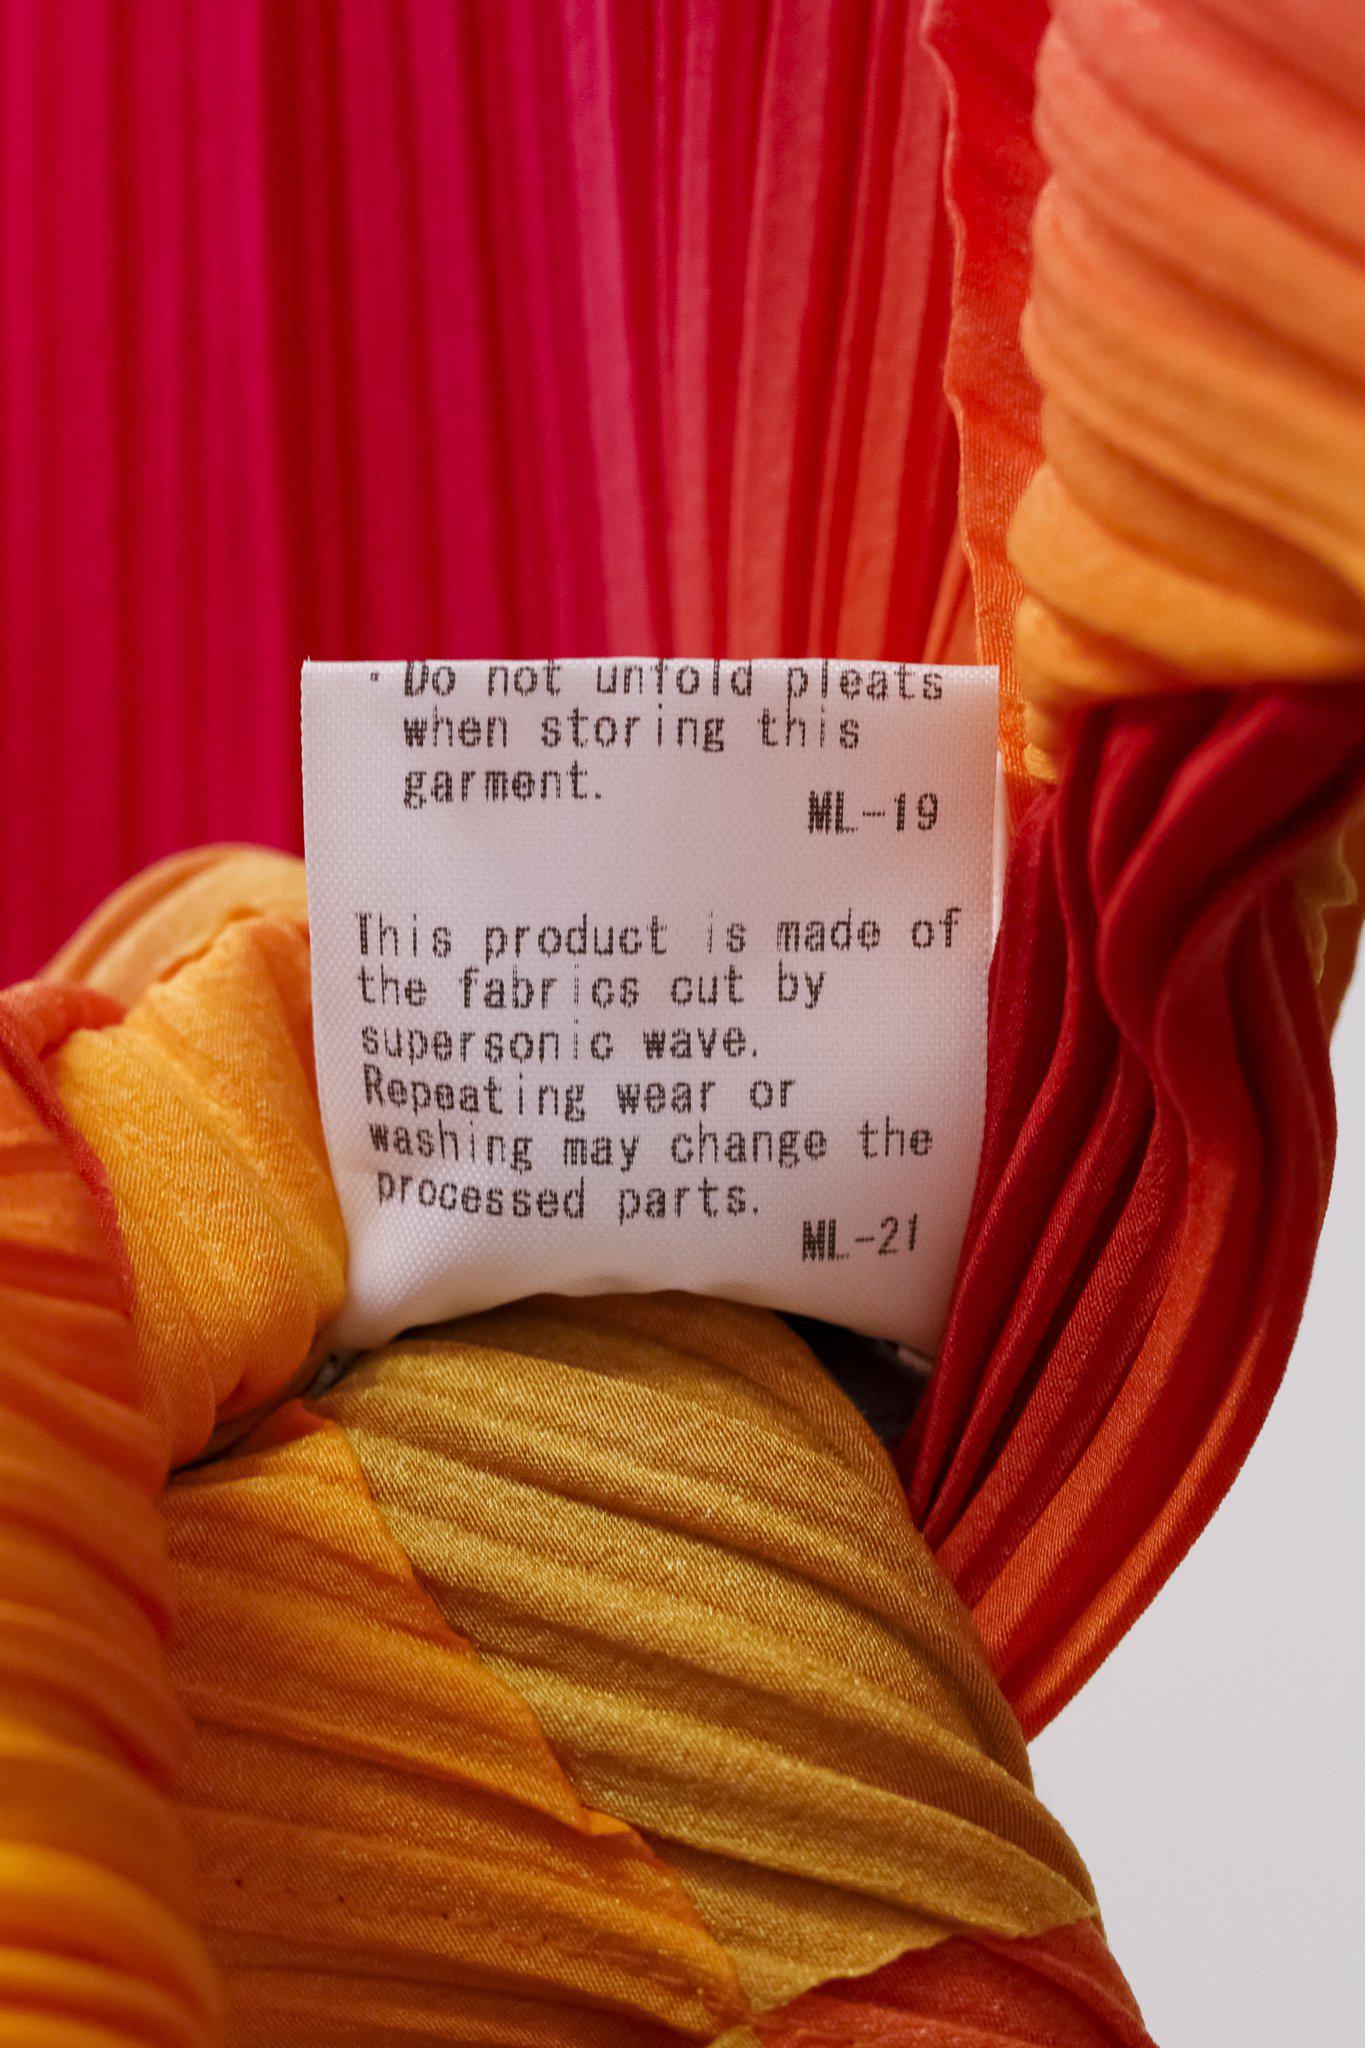 ・Do not unfold pleats
when storing this
garment.
ML-19
This product is made of
the fabrics cut by
supersonic wave.
Repeating wear or
washing may change the
processed parts.
ML-21